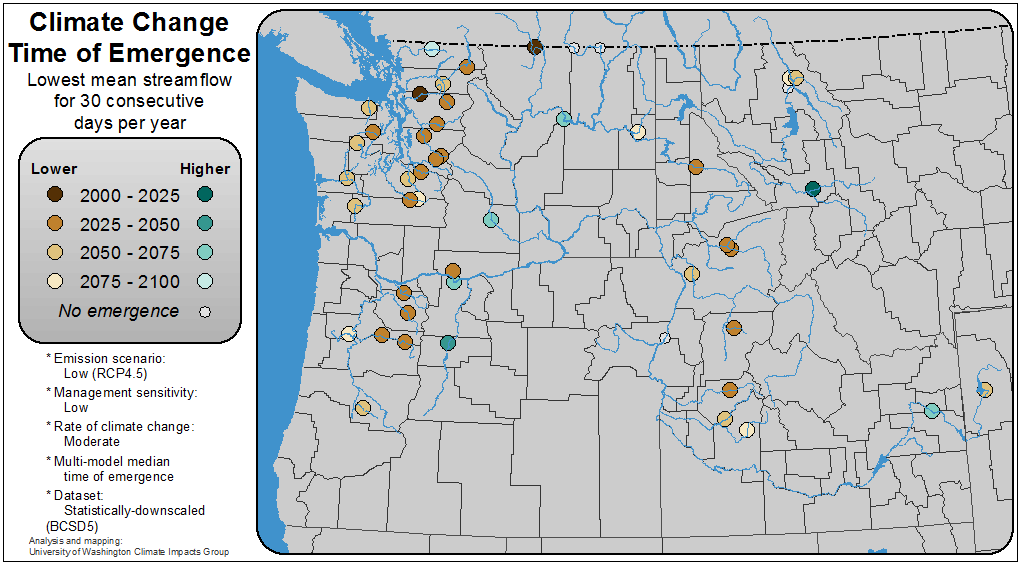 Climate Change
Time of Emergence
Lowest mean streamflow
for 30 consecutive
days per year
Lower Higher
2000 - 2025
2025 - 2050
2050 - 2075
2075 - 2100
No emergence
* Emission scenario:
Low (RCP4.5)
* Management sensitivity:
Low
* Rate of climate change:
Moderate
* Multi-model median
time of emergence
* Dataset:
Statistically-downscaled
(BCSD5)
Analysis and mapping:
University of Washington Climate Impacts Group